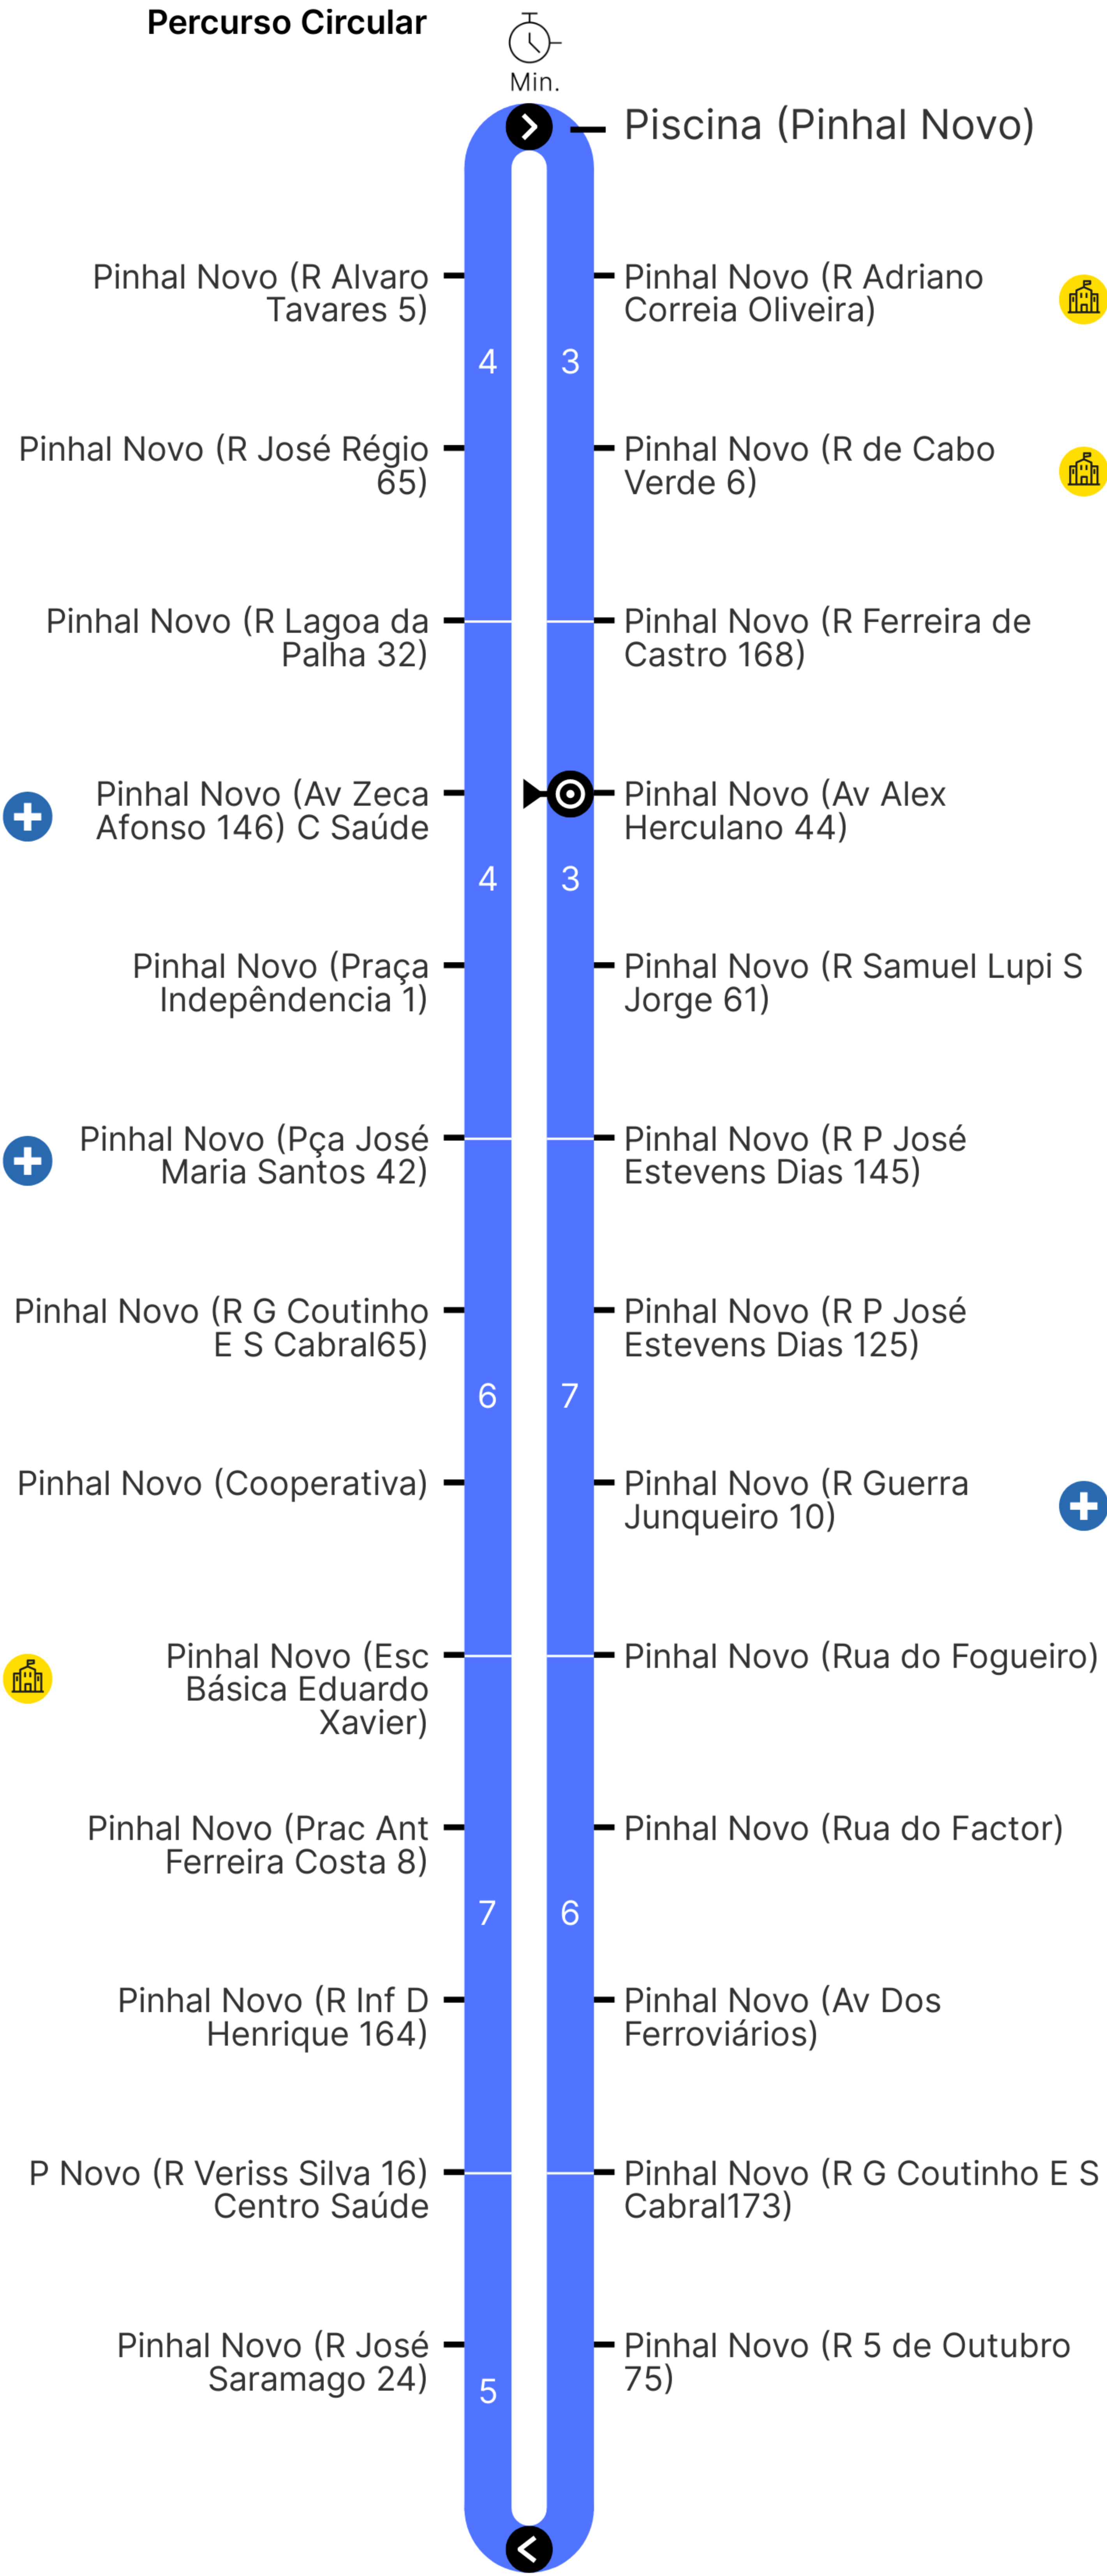 Percurso Circular
Min.
Piscina (Pinhal Novo)
Pinhal Novo (R Alvaro
Tavares 5)
Pinhal Novo (R Adriano
Correia Oliveira)
4
3
Pinhal Novo (R José Régio
65)
Pinhal Novo (R de Cabo
Verde 6)
Pinhal Novo (R Lagoa da
Palha 32)
Pinhal Novo (R Ferreira de
Castro 168)
Pinhal Novo (Av Zeca
Afonso 146) C Saúde
Pinhal Novo (Av Alex
Herculano 44)
4
3
Pinhal Novo (Praça
Indepêndencia 1)
Pinhal Novo (R Samuel Lupi S
Jorge 61)
Pinhal Novo (Pça José
Maria Santos 42)
Pinhal Novo (R P José
Estevens Dias 145)
Pinhal Novo (R G Coutinho
E S Cabral65)
Pinhal Novo (R P José
Estevens Dias 125)
6
7
Pinhal Novo (Cooperativa)
Pinhal Novo (R Guerra
Junqueiro 10)
Pinhal Novo (Esc
Básica Eduardo
Xavier)
Pinhal Novo (Rua do Fogueiro)
Pinhal Novo (Prac Ant
Ferreira Costa 8)
Pinhal Novo (Rua do Factor)
7
6
Pinhal Novo (R Inf D
Henrique 164)
Pinhal Novo (Av Dos
Ferroviários)
P Novo (R Veriss Silva 16)
Centro Saúde
Pinhal Novo (R G Coutinho E S
Cabral173)
Pinhal Novo (R José
Saramago 24)
Pinhal Novo (R 5 de Outubro
75)
5